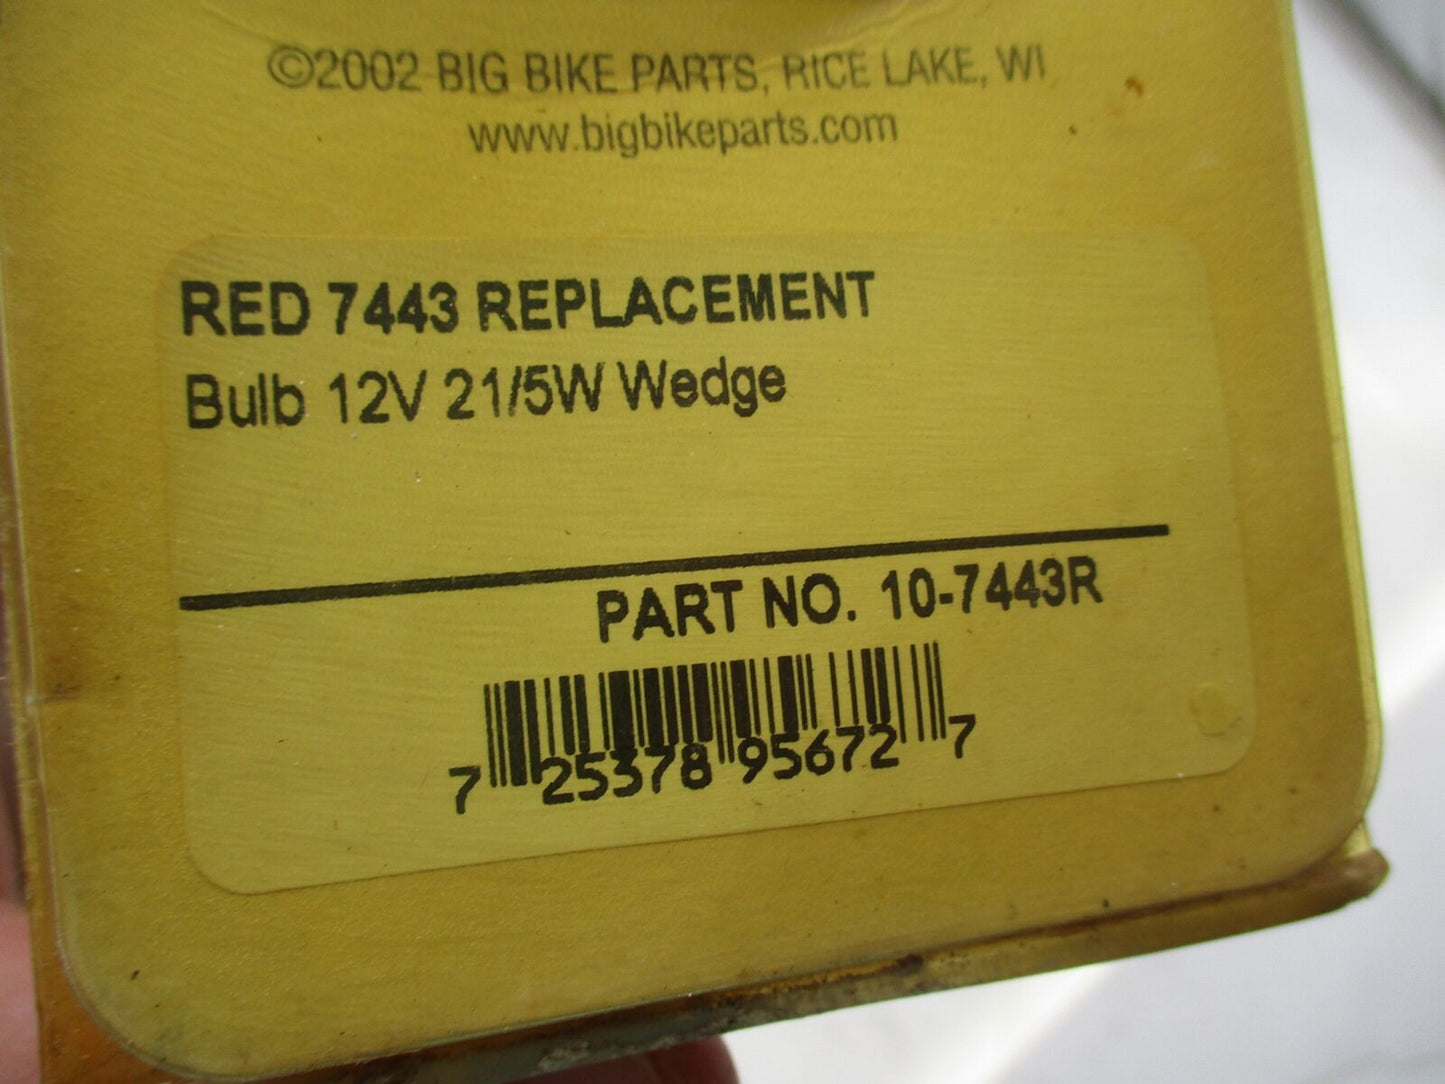 ©2002 BIG BIKE PARTS, RICE LAKE, WI
www.bigbikeparts.com
RED 7443 REPLACEMENT
Bulb 12V 21/5W Wedge
PART NO. 10-7443R
7 25378 95672 7